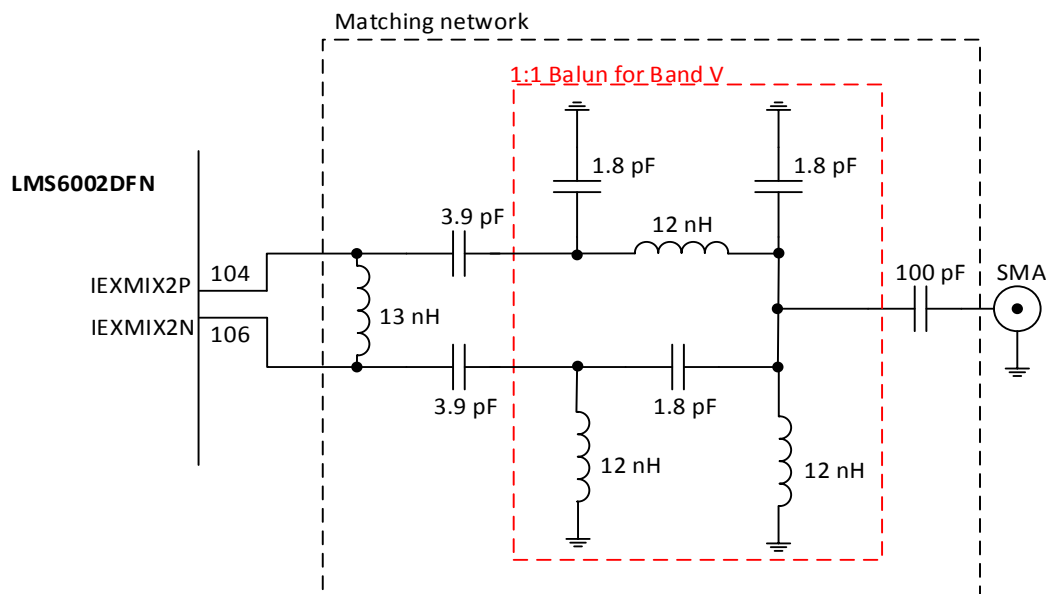 Matching network
1:1 Balun for Band V
LMS6002DFN
1.8 pF
1.8 pF
3.9 pF
12 nH
100 pF
SMA
IEXMIX2P
104
13 nH
IEXMIX2N
106
3.9 pF
1.8 pF
12 nH
12 nH